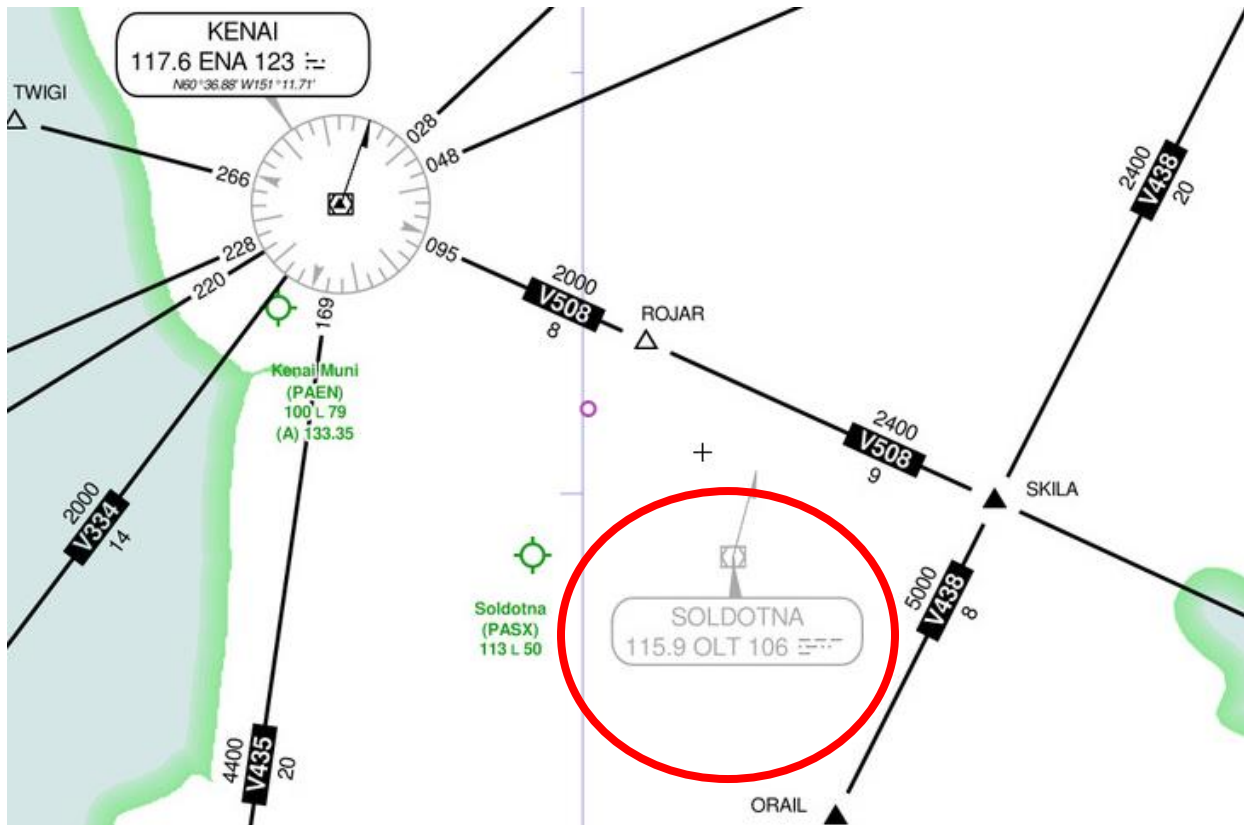 KENAI
117.6 ENA 123
N60°36.88' W151°11.71'
TWIGI
266
028
048
095
228
220
169
2400
V438
20
2000
V508
8
ROJAR
Kenai Muni
(PAEN)
100 L 79
(A) 133.35
2400
V508
9
SKILA
2000
V334
14
SOLDOTNA
115.9 OLT 106
Soldotna
(PASX)
113 L 50
5000
V438
8
4400
V435
20
ORAIL